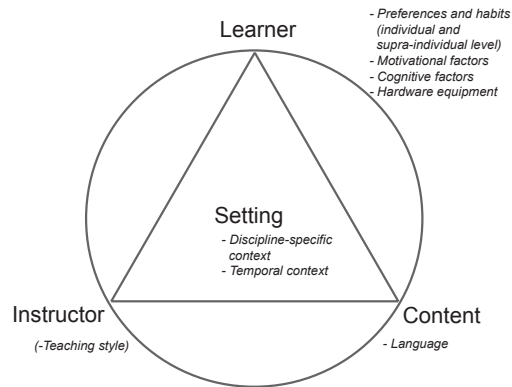 Learner
- Preferences and habits
(individual and
supra-individual level)
- Motivational factors
- Cognitive factors
- Hardware equipment
Setting
- Discipline-specific
context
- Temporal context
Instructor
(-Teaching style)
Content
- Language